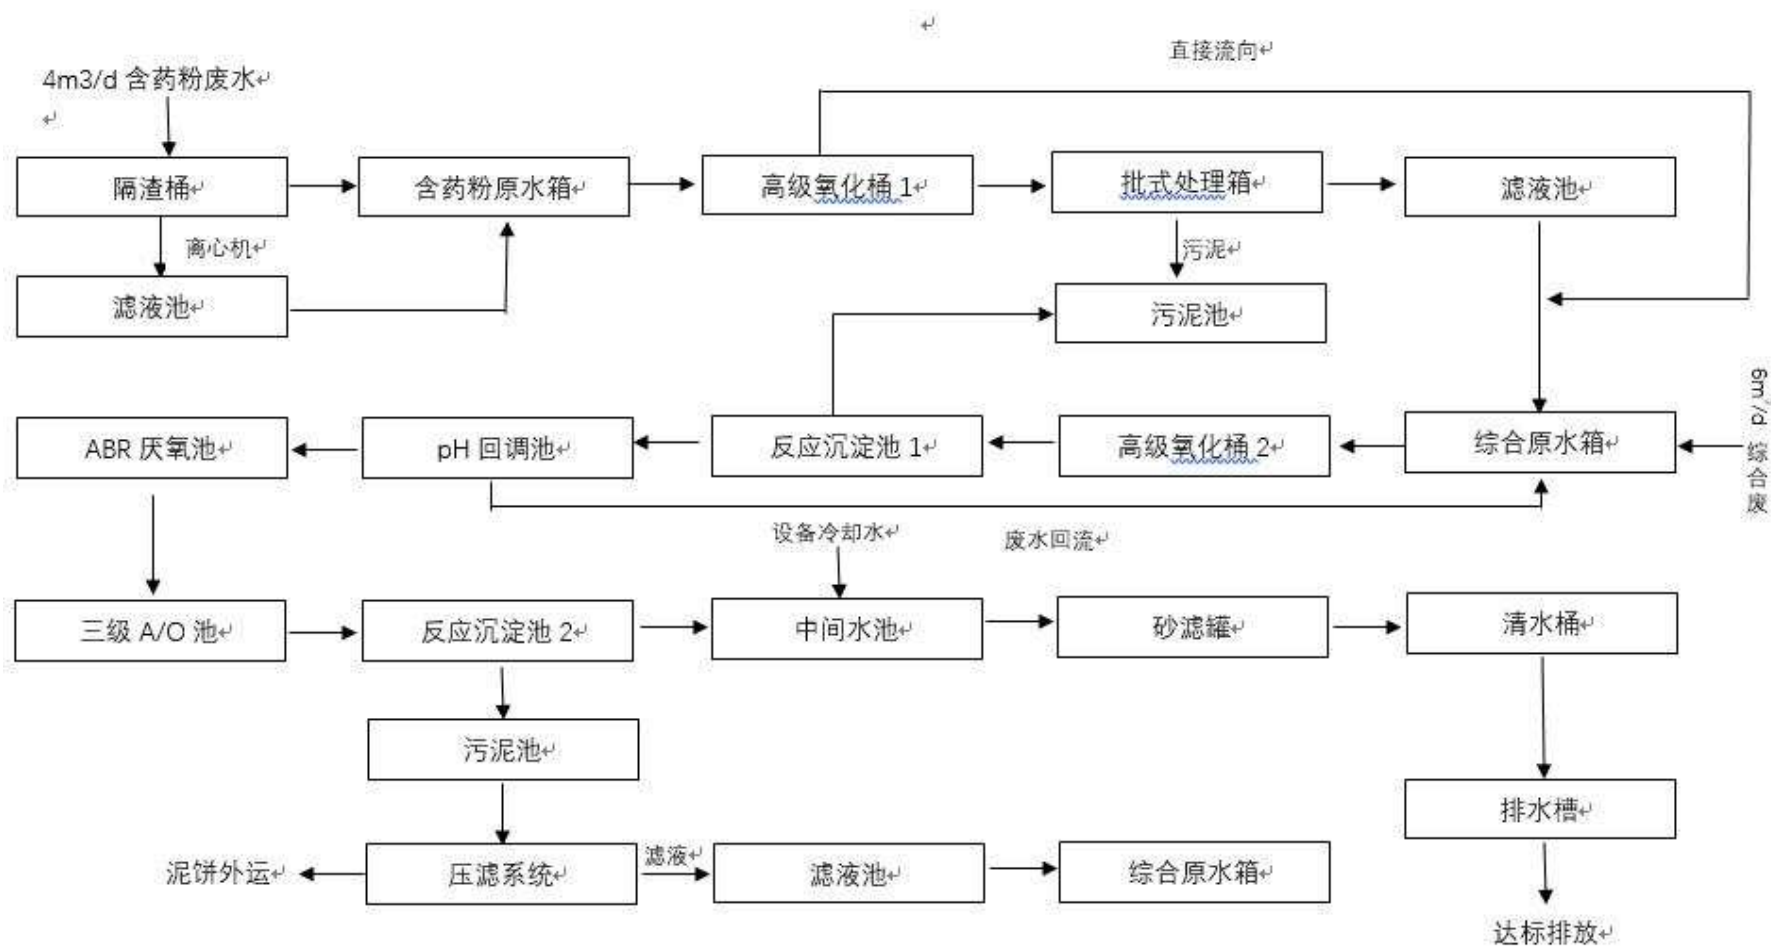 直接流向
4m3/d 含药粉废水
隔渣桶
含药粉原水箱
高级氧化桶 1
批式处理箱
滤液池
离心机
污泥
滤液池
污泥池
6m³/d 综合废
ABR 厌氧池
pH 回调池
反应沉淀池 1
高级氧化桶 2
综合原水箱
设备冷却水
废水回流
三级 A/O 池
反应沉淀池 2
中间水池
砂滤罐
清水桶
污泥池
排水槽
泥饼外运
压滤系统
滤液
滤液池
综合原水箱
达标排放